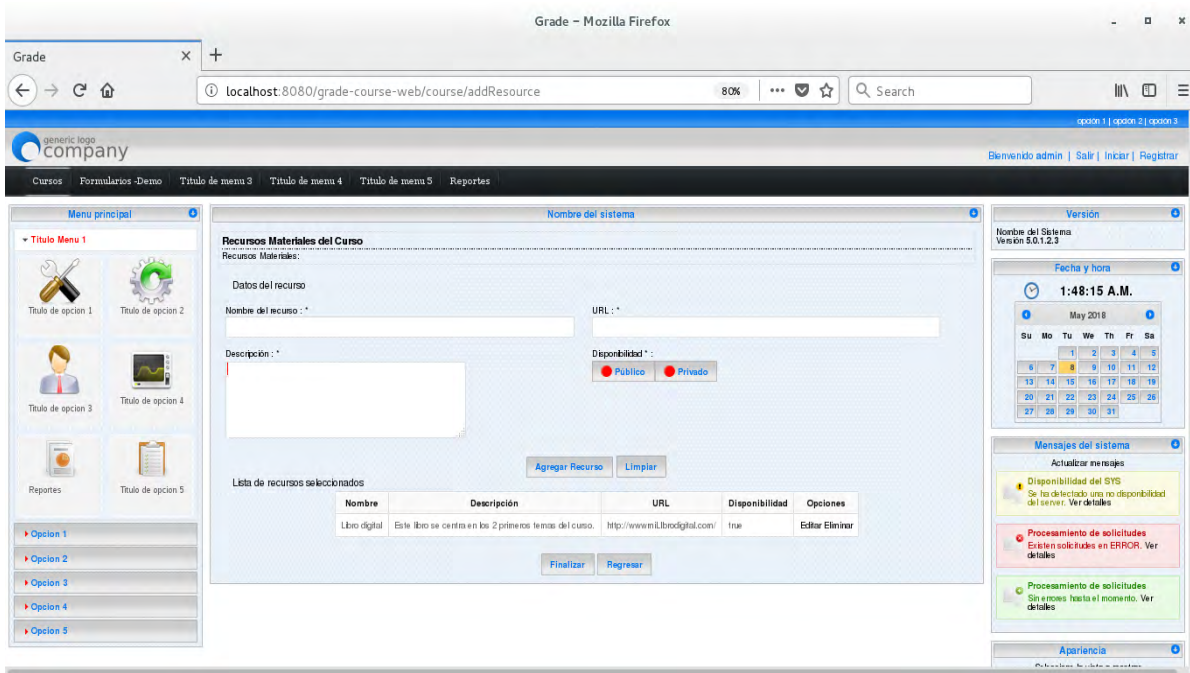 Grade – Mozilla Firefox
Grade
localhost:8080/grade-course-web/course/addResource
80%
Search
opción 1 | opción 2 | opción 3
generic logo
company
Bienvenido admin | Salir | Iniciar | Registrar
Cursos Formularios -Demo Titulo de menu 3 Titulo de menu 4 Titulo de menu 5 Reportes
Menu principal
Titulo Menu 1
Titulo de opcion 1 Titulo de opcion 2
Titulo de opcion 3 Titulo de opcion 4
Reportes Titulo de opcion 5
Opcion 1
Opcion 2
Opcion 3
Opcion 4
Opcion 5
Nombre del sistema
Recursos Materiales del Curso
Recursos Materiales:
Datos del recurso
Nombre del recurso : * URL : *
Descripción : * Disponibilidad * :
Público Privado
Agregar Recurso Limpiar
Lista de recursos seleccionados
Nombre Descripción URL Disponibilidad Opciones
Libro digital Este libro se centra en los 2 primeros temas del curso. http://www.miLlbrodigital.com/ true Editar Eliminar
Finalizar Regresar
Versión
Nombre del Sistema
Versión 5.0.1.2.3
Fecha y hora
1:48:15 A.M.
May 2018
Su Mo Tu We Th Fr Sa
1 2 3 4 5
6 7 8 9 10 11 12
13 14 15 16 17 18 19
20 21 22 23 24 25 26
27 28 29 30 31
Mensajes del sistema
Actualizar mensajes
Disponibilidad del SYS
Se ha detectado una no disponibilidad
del server. Ver detalles
Procesamiento de solicitudes
Existen solicitudes en ERROR. Ver
detalles
Procesamiento de solicitudes
Sin errores hasta el momento. Ver
detalles
Apariencia